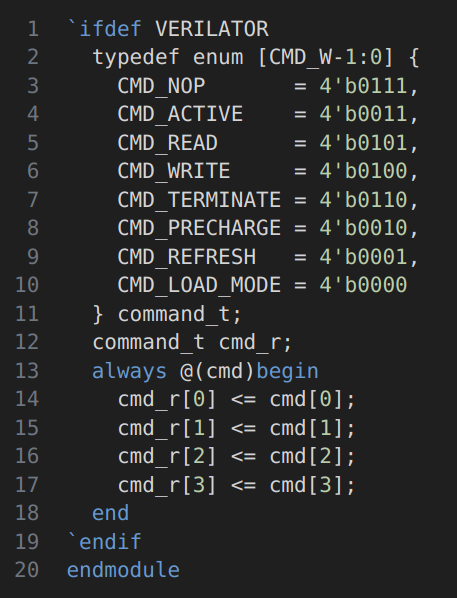 1 `ifdef VERILATOR
2   typedef enum [CMD_W-1:0] {
3     CMD_NOP       = 4'b0111,
4     CMD_ACTIVE    = 4'b0011,
5     CMD_READ      = 4'b0101,
6     CMD_WRITE     = 4'b0100,
7     CMD_TERMINATE = 4'b0110,
8     CMD_PRECHARGE = 4'b0010,
9     CMD_REFRESH   = 4'b0001,
10     CMD_LOAD_MODE = 4'b0000
11   } command_t;
12   command_t cmd_r;
13   always @(cmd)begin
14     cmd_r[0] <= cmd[0];
15     cmd_r[1] <= cmd[1];
16     cmd_r[2] <= cmd[2];
17     cmd_r[3] <= cmd[3];
18   end
19 `endif
20 endmodule